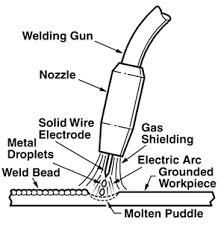 Welding Gun
Nozzle
Solid Wire
Electrode
Gas
Shielding
Metal
Droplets
Electric Arc
Weld Bead
Grounded
Workpiece
Molten Puddle